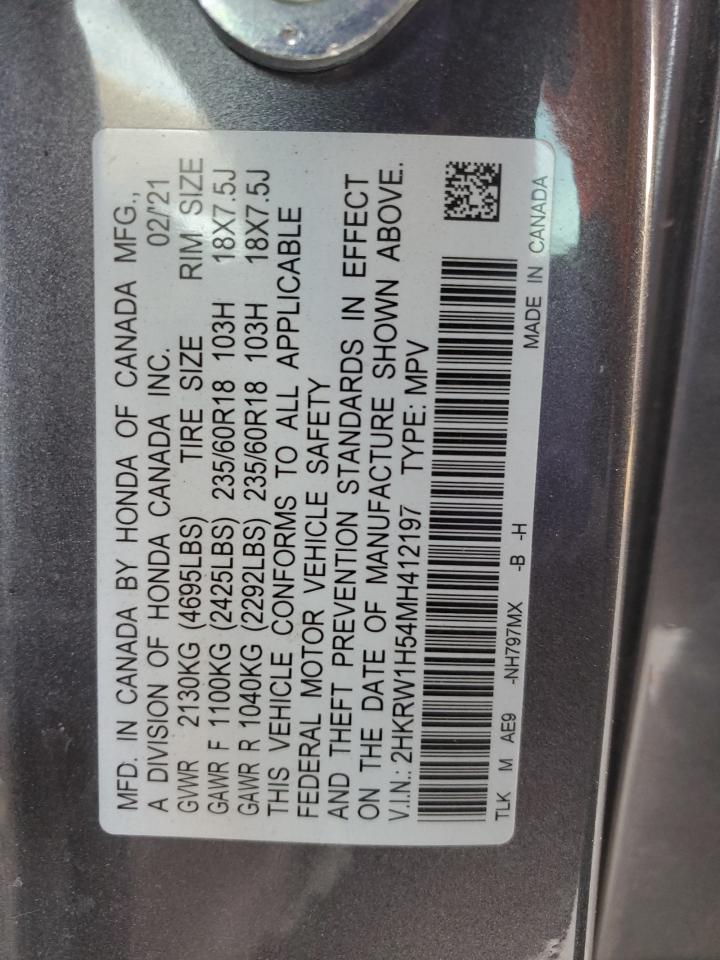 MFD. IN CANADA BY HONDA OF CANADA MFG.,
A DIVISION OF HONDA CANADA INC. 02/'21
GVWR 2130KG (4695LBS) TIRE SIZE RIM SIZE
GAWR F 1100KG (2425LBS) 235/60R18 103H 18X7.5J
GAWR R 1040KG (2292LBS) 235/60R18 103H 18X7.5J
THIS VEHICLE CONFORMS TO ALL APPLICABLE
FEDERAL MOTOR VEHICLE SAFETY
AND THEFT PREVENTION STANDARDS IN EFFECT
ON THE DATE OF MANUFACTURE SHOWN ABOVE.
V.I.N.: 2HKRW1H54MH412197 TYPE: MPV
TLK M AE9 -NH797MX -B -H MADE IN CANADA